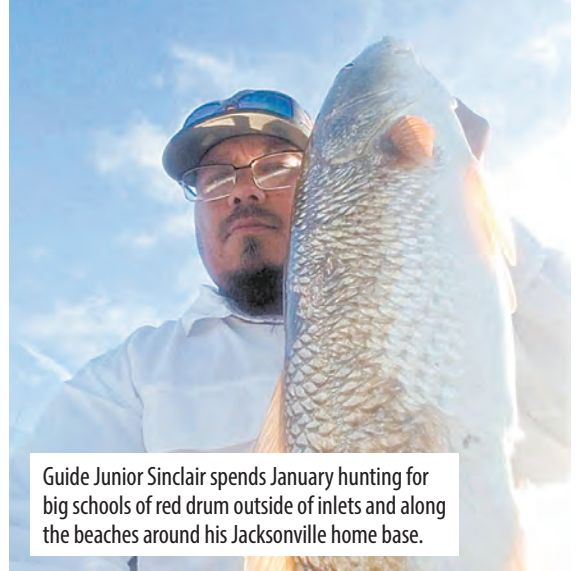 Guide Junior Sinclair spends January hunting for
big schools of red drum outside of inlets and along
the beaches around his Jacksonville home base.